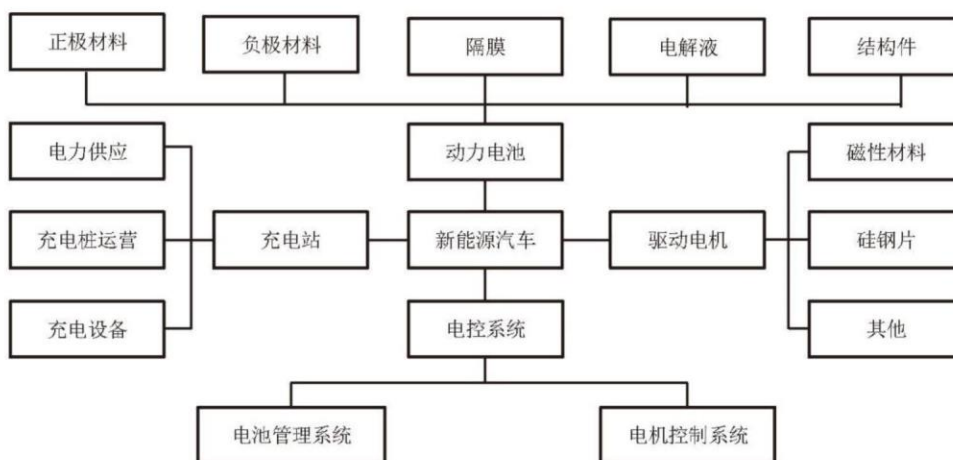 正极材料
负极材料
隔膜
电解液
结构件
电力供应
动力电池
磁性材料
充电桩运营
充电站
新能源汽车
驱动电机
硅钢片
充电设备
电控系统
其他
电池管理系统
电机控制系统